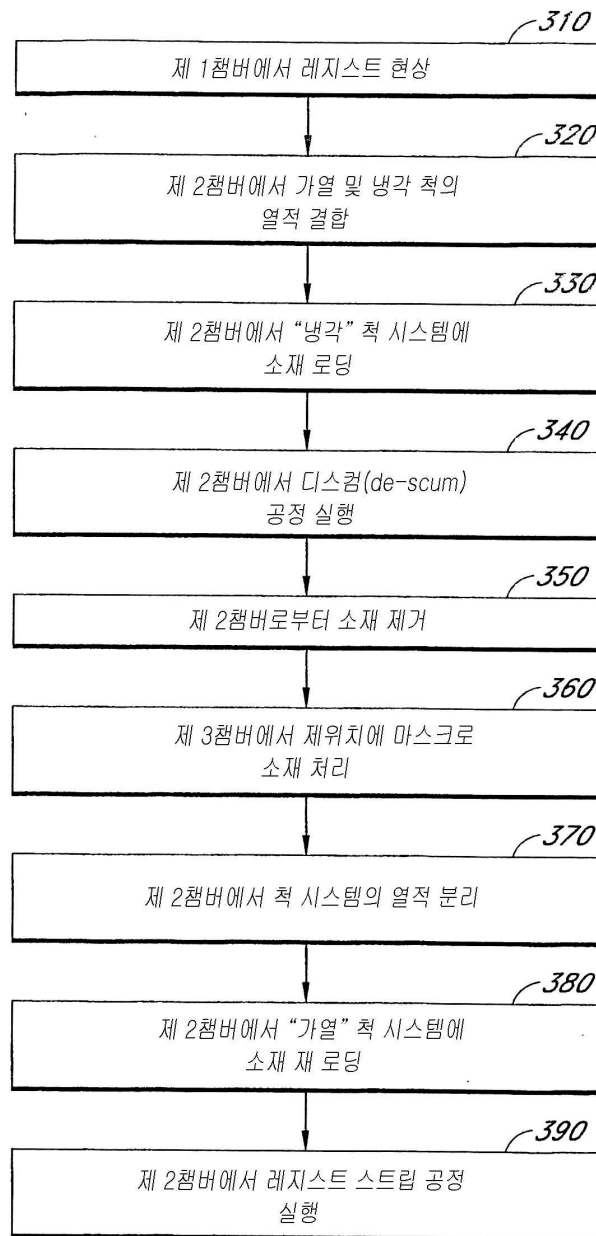 310
제 1챔버에서 레지스트 현상
320
제 2챔버에서 가열 및 냉각 척의
열적 결합
330
제 2챔버에서 “냉각” 척 시스템에
소재 로딩
340
제 2챔버에서 디스컴(de-scum)
공정 실행
350
제 2챔버로부터 소재 제거
360
제 3챔버에서 제위치에 마스크로
소재 처리
370
제 2챔버에서 척 시스템의 열적 분리
380
제 2챔버에서 “가열” 척 시스템에
소재 재 로딩
390
제 2챔버에서 레지스트 스트립 공정
실행